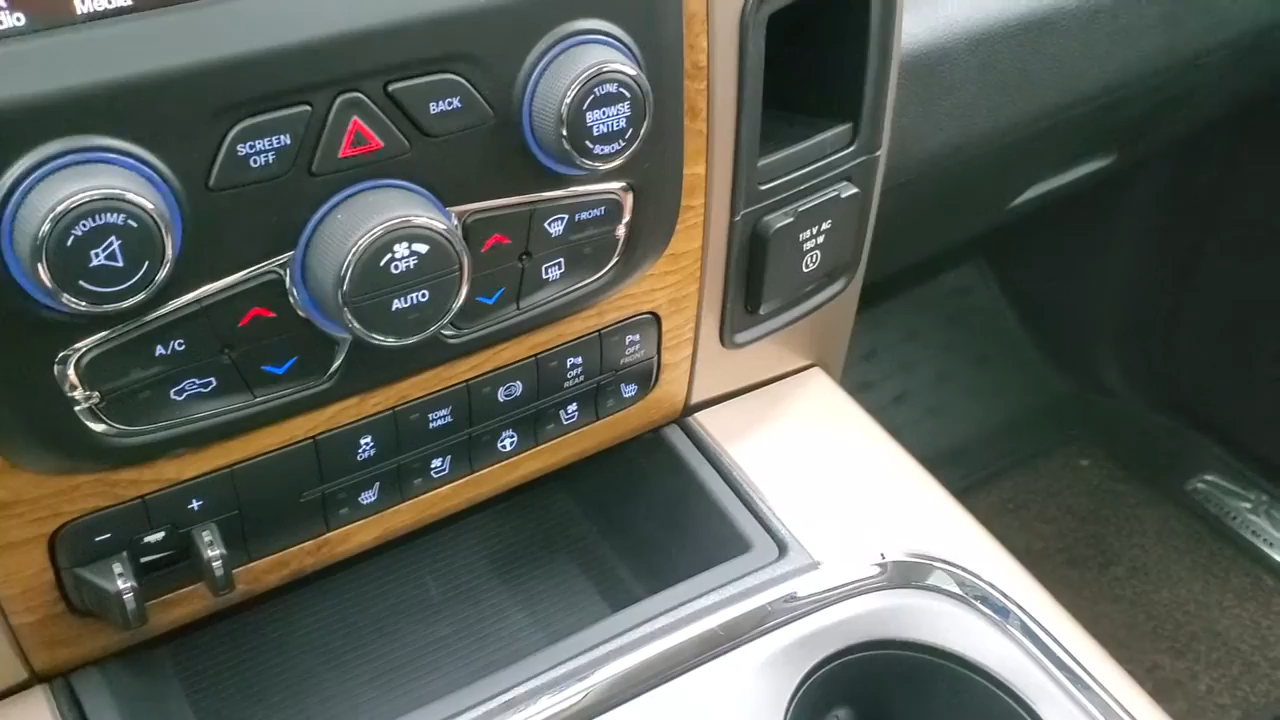 dio
Media
SCREEN
OFF
BACK
TUNE
BROWSE
ENTER
SCROLL
VOLUME
OFF
AUTO
FRONT
A/C
115 V AC
150 W
OFF
TOW/
HAUL
P
OFF
REAR
P
OFF
FRONT
- +